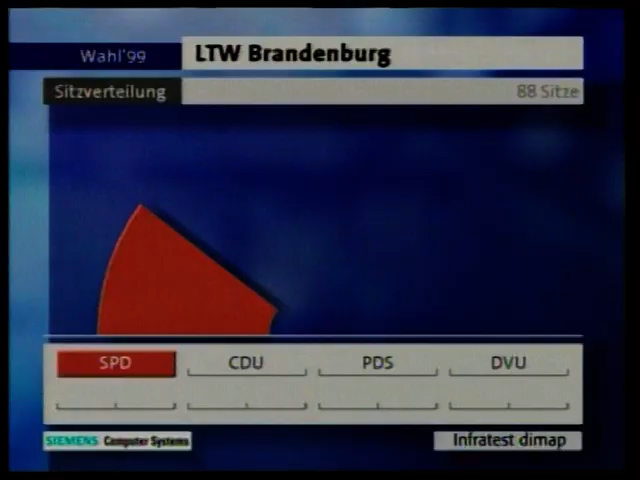 Wahl'99
LTW Brandenburg
Sitzverteilung
88 Sitze
SPD CDU PDS DVU
SIEMENS Computer Systems
Infratest dimap